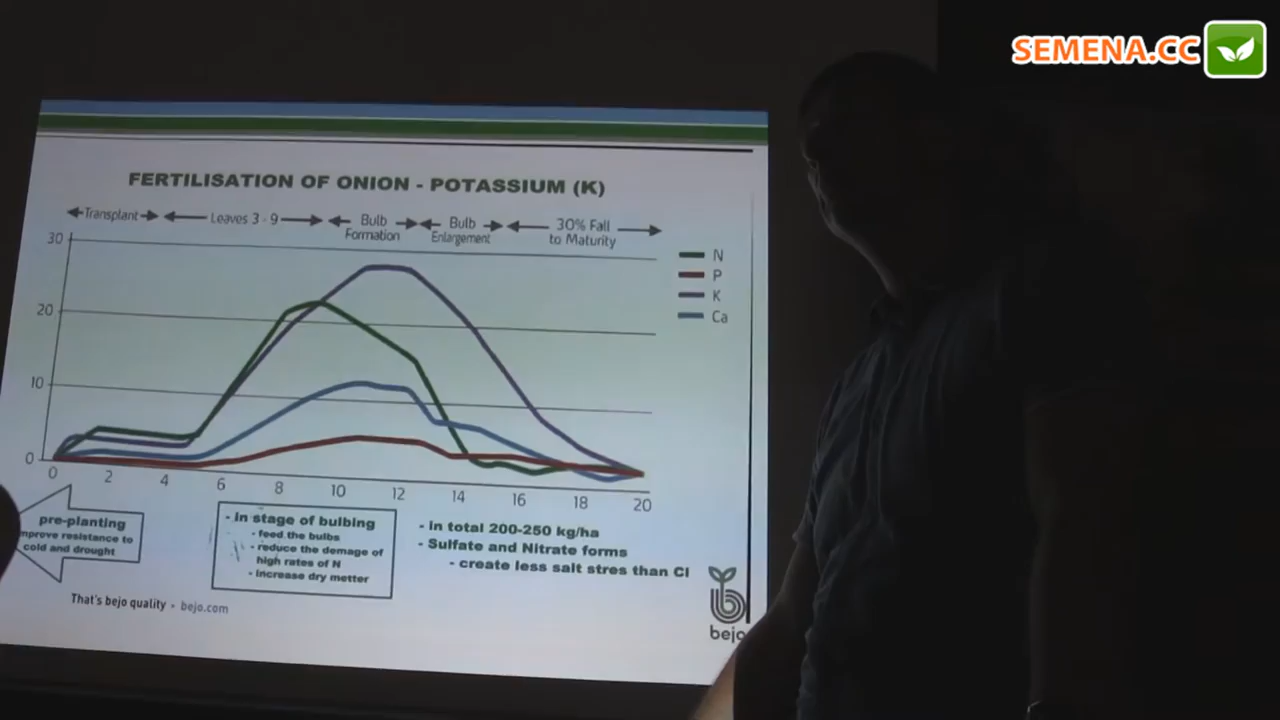 SEMENA.CC
FERTILISATION OF ONION - POTASSIUM (K)
Transplant
Leaves 3 - 9
Bulb
Formation
Bulb
Enlargement
30% Fall
to Maturity
30
20
10
0
N
P
K
Ca
0 2 4 6 8 10 12 14 16 18 20
pre-planting
mprove resistance to
cold and drought
- In stage of bulbing
- feed the bulbs
- reduce the demage of
high rates of N
- increase dry metter
- in total 200-250 kg/ha
- Sulfate and Nitrate forms
- create less salt stres than Cl
That's bejo quality • bejo.com
bejo